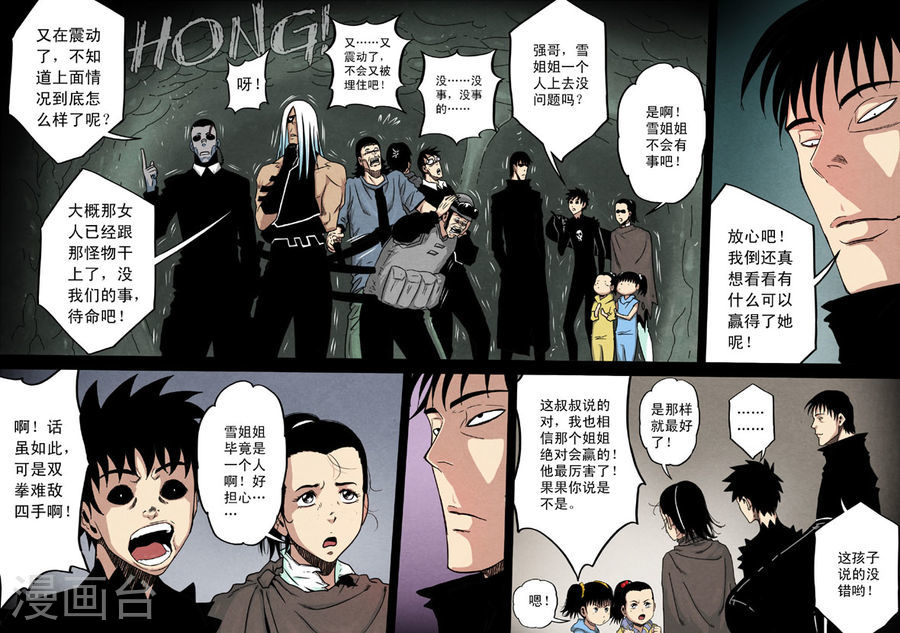 又在震动
了，不知
道上面情
况到底怎
么样了呢？
HONG!
呀！
又……又
震动了，
不会又被
埋住吧！
没……没
事，没事
的……
强哥，雪
姐姐一个
人上去没
问题吗？
是啊！
雪姐姐
不会有
事吧！
大概那女
人已经跟
那怪物干
上了，没
我们的事，
待命吧！
放心吧！
我倒还真
想看看有
什么可以
赢得了她
呢！
啊！话
虽如此，
可是双
拳难敌
四手啊！
雪姐姐
毕竟是
一个人
啊！好
担心……
……
这叔叔说的
对，我也相
信那个姐姐
绝对会赢的！
他最厉害了！
果果你说是
不是。
嗯！
是那样
就最好
了！
……
……
这孩子
说的没
错哟！
漫画台